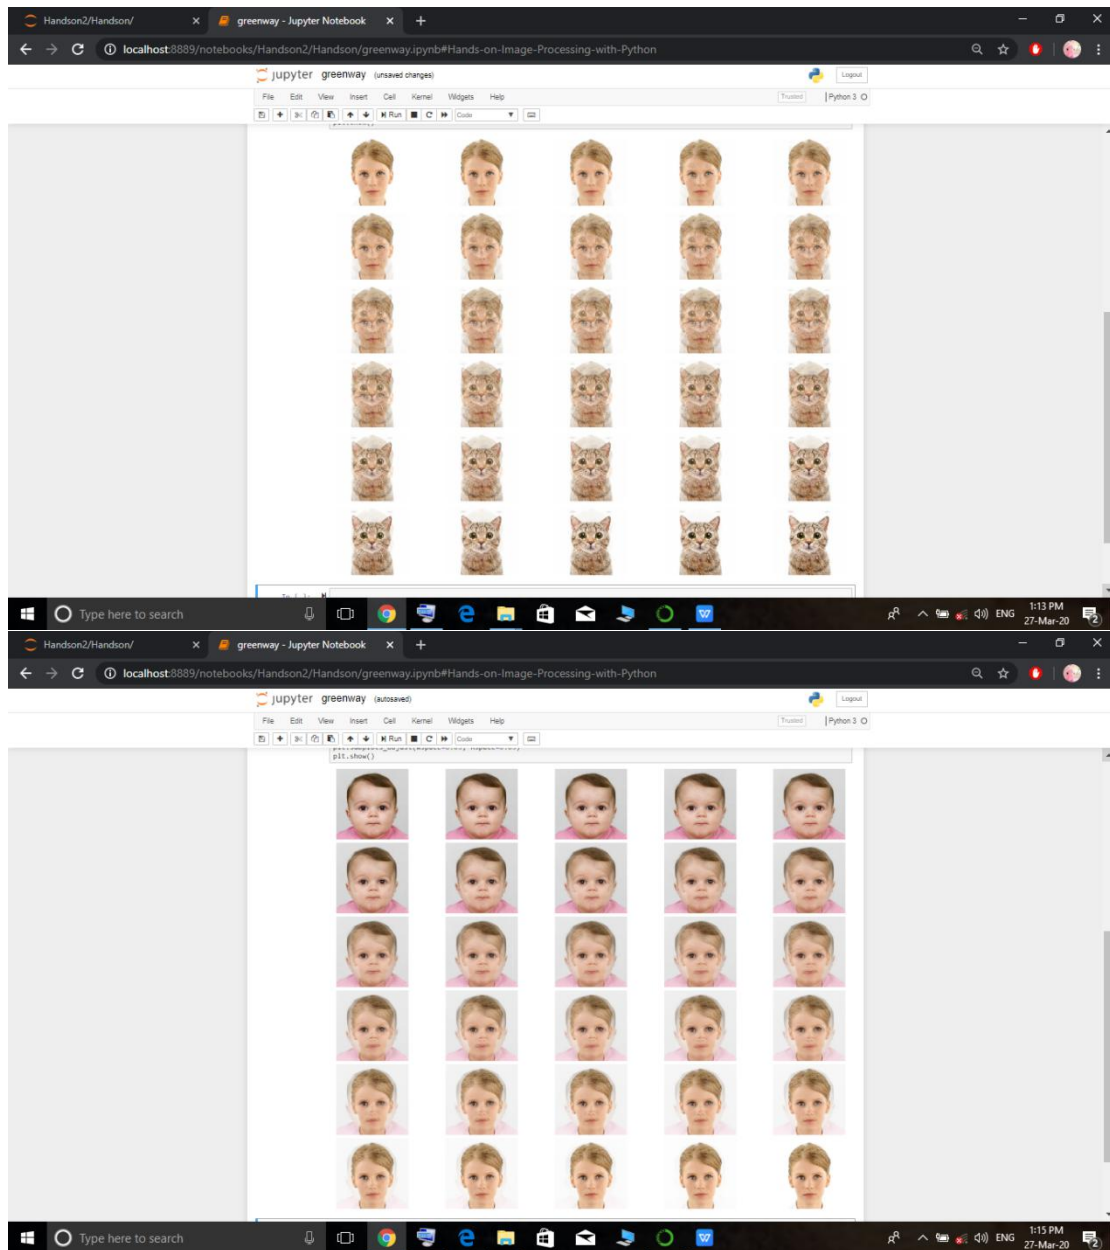 Handson2/Handson/ greenway - Jupyter Notebook
localhost:8889/notebooks/Handson2/Handson/greenway.ipynb#Hands-on-Image-Processing-with-Python
jupyter greenway (unsaved changes) Logout
File Edit View Insert Cell Kernel Widgets Help Trusted Python 3
Run Code
Type here to search ENG 1:13 PM
27-Mar-20
2
Handson2/Handson/ greenway - Jupyter Notebook
localhost:8889/notebooks/Handson2/Handson/greenway.ipynb#Hands-on-Image-Processing-with-Python
jupyter greenway (autosaved) Logout
File Edit View Insert Cell Kernel Widgets Help Trusted Python 3
Run Code
plt.show()
Type here to search ENG 1:15 PM
27-Mar-20
2